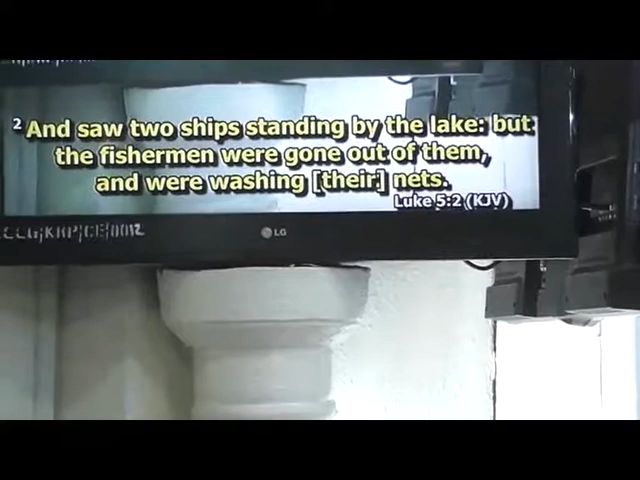 2 And saw two ships standing by the lake: but
the fishermen were gone out of them,
and were washing [their] nets.
Luke 5:2 (KJV)
LG